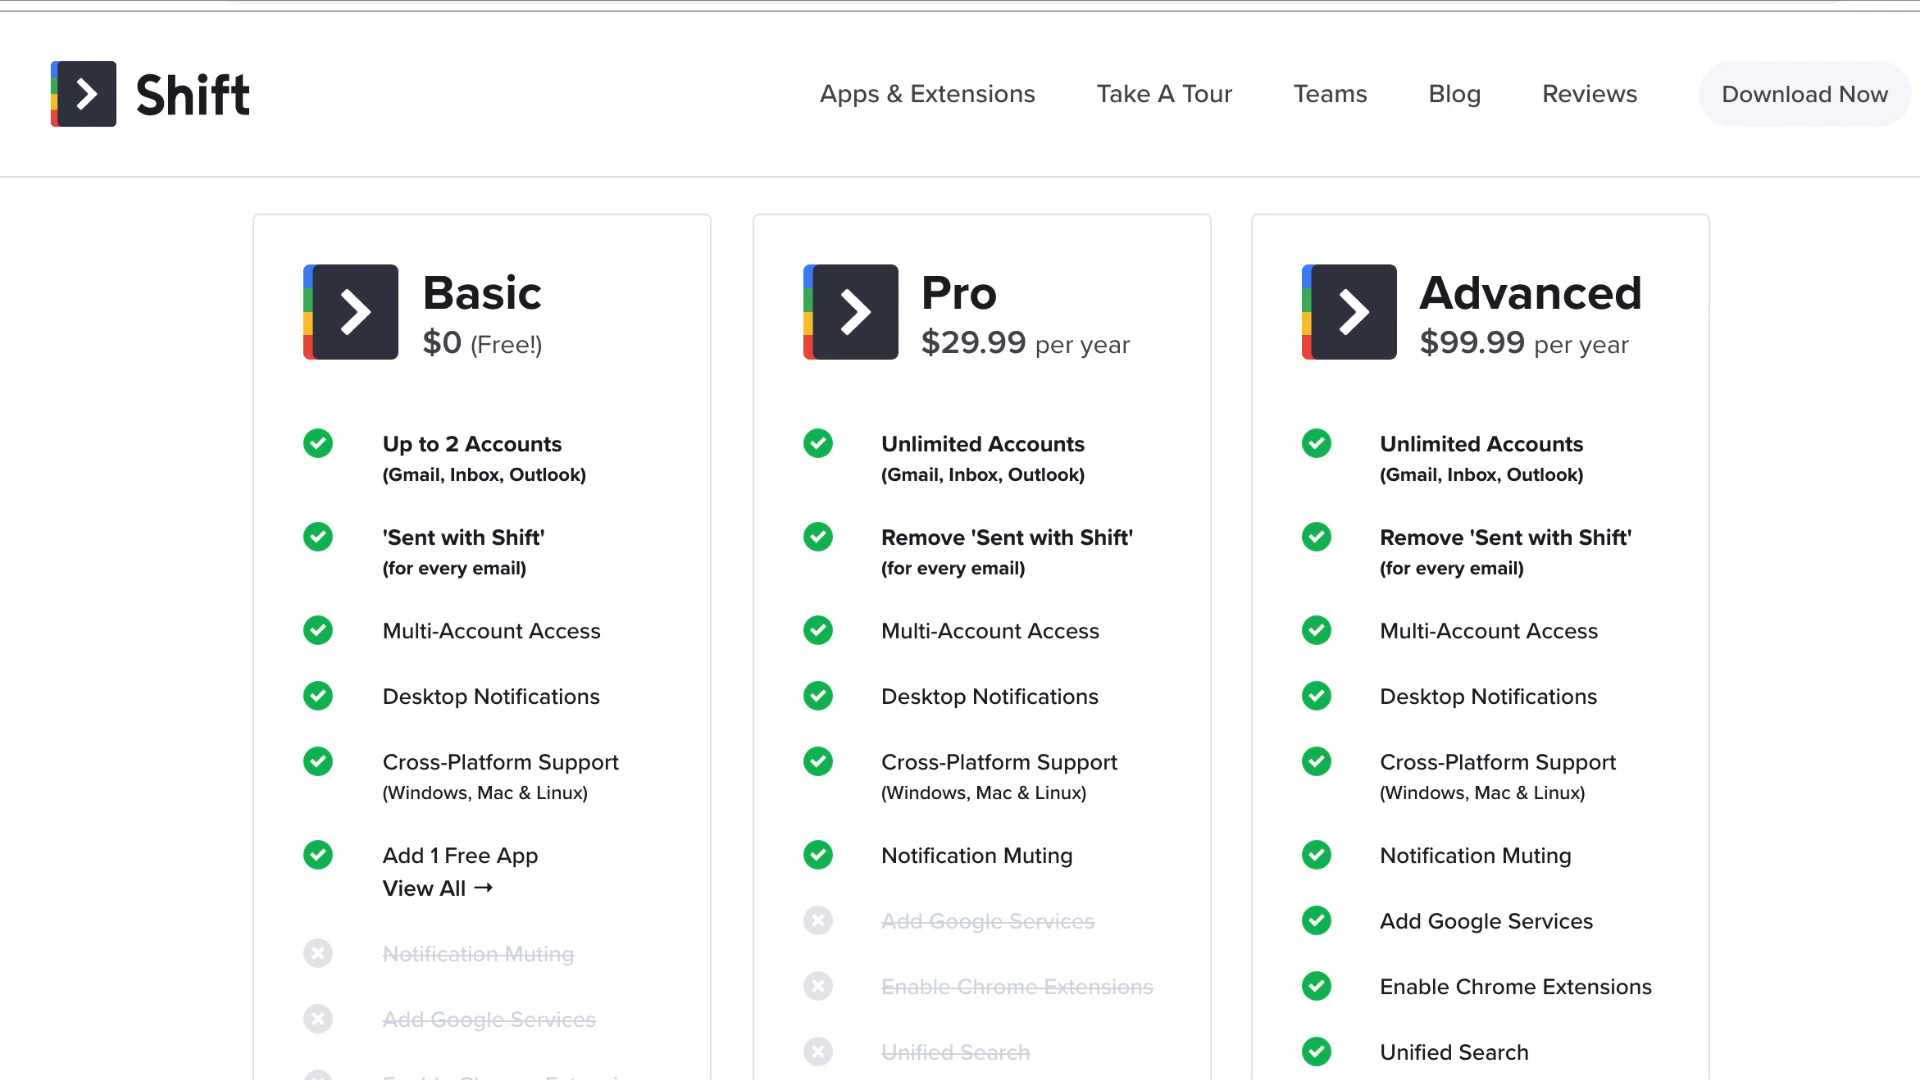 Shift
Apps & Extensions
Take A Tour
Teams
Blog
Reviews
Download Now
Basic
$0 (Free!)
Up to 2 Accounts
(Gmail, Inbox, Outlook)
'Sent with Shift'
(for every email)
Multi-Account Access
Desktop Notifications
Cross-Platform Support
(Windows, Mac & Linux)
Add 1 Free App
View All →
Notification Muting
Add Google Services
Pro
$29.99 per year
Unlimited Accounts
(Gmail, Inbox, Outlook)
Remove 'Sent with Shift'
(for every email)
Multi-Account Access
Desktop Notifications
Cross-Platform Support
(Windows, Mac & Linux)
Notification Muting
Add Google Services
Enable Chrome Extensions
Unified Search
Advanced
$99.99 per year
Unlimited Accounts
(Gmail, Inbox, Outlook)
Remove 'Sent with Shift'
(for every email)
Multi-Account Access
Desktop Notifications
Cross-Platform Support
(Windows, Mac & Linux)
Notification Muting
Add Google Services
Enable Chrome Extensions
Unified Search